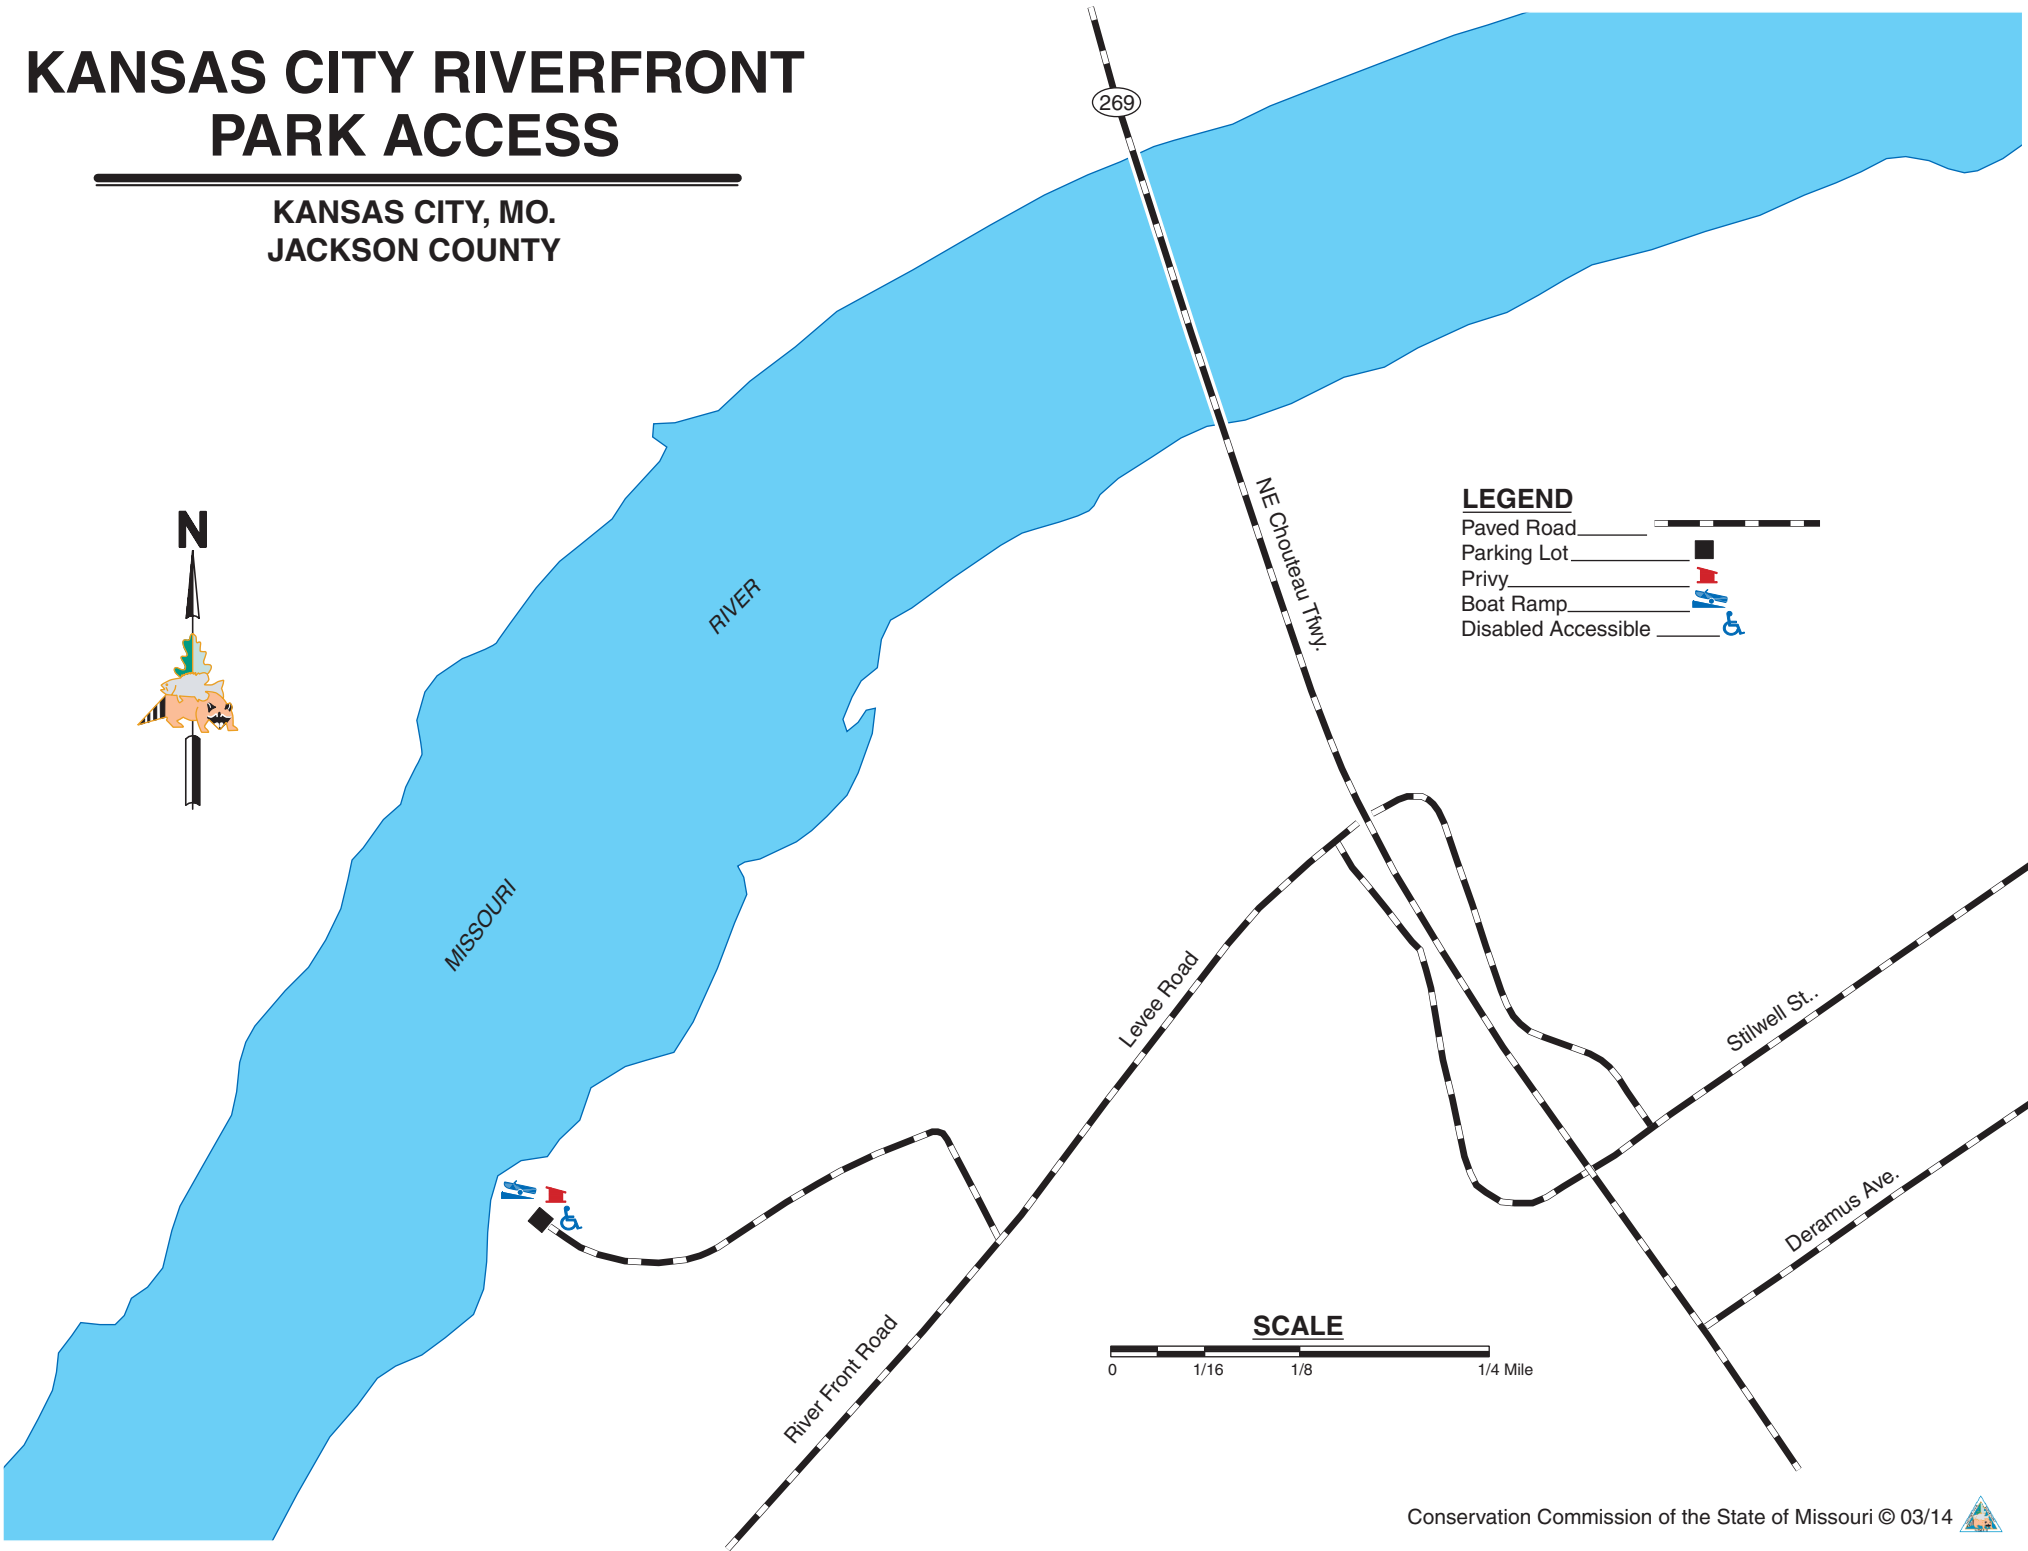 KANSAS CITY RIVERFRONT
PARK ACCESS
KANSAS CITY, MO.
JACKSON COUNTY
269
N
NE Chouteau Tfwy.
LEGEND
Paved Road
Parking Lot
Privy
Boat Ramp
Disabled Accessible
RIVER
MISSOURI
Levee Road
Stilwell St..
Deramus Ave.
River Front Road
SCALE
0 1/16 1/8 1/4 Mile
Conservation Commission of the State of Missouri © 03/14